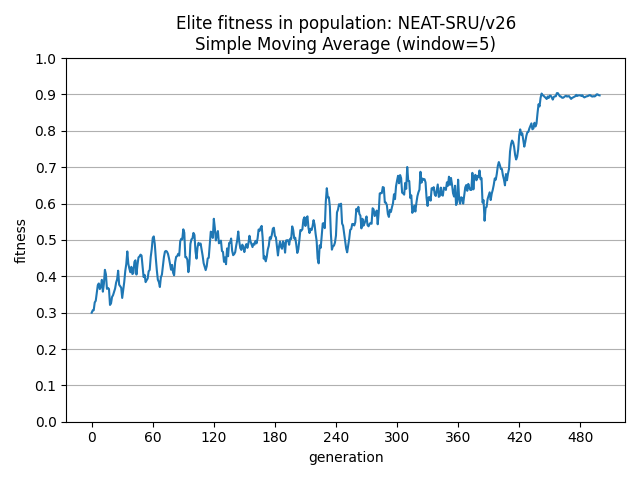 Elite fitness in population: NEAT-SRU/v26
Simple Moving Average (window=5)
fitness
1.0
0.9
0.8
0.7
0.6
0.5
0.4
0.3
0.2
0.1
0.0
0 60 120 180 240 300 360 420 480
generation